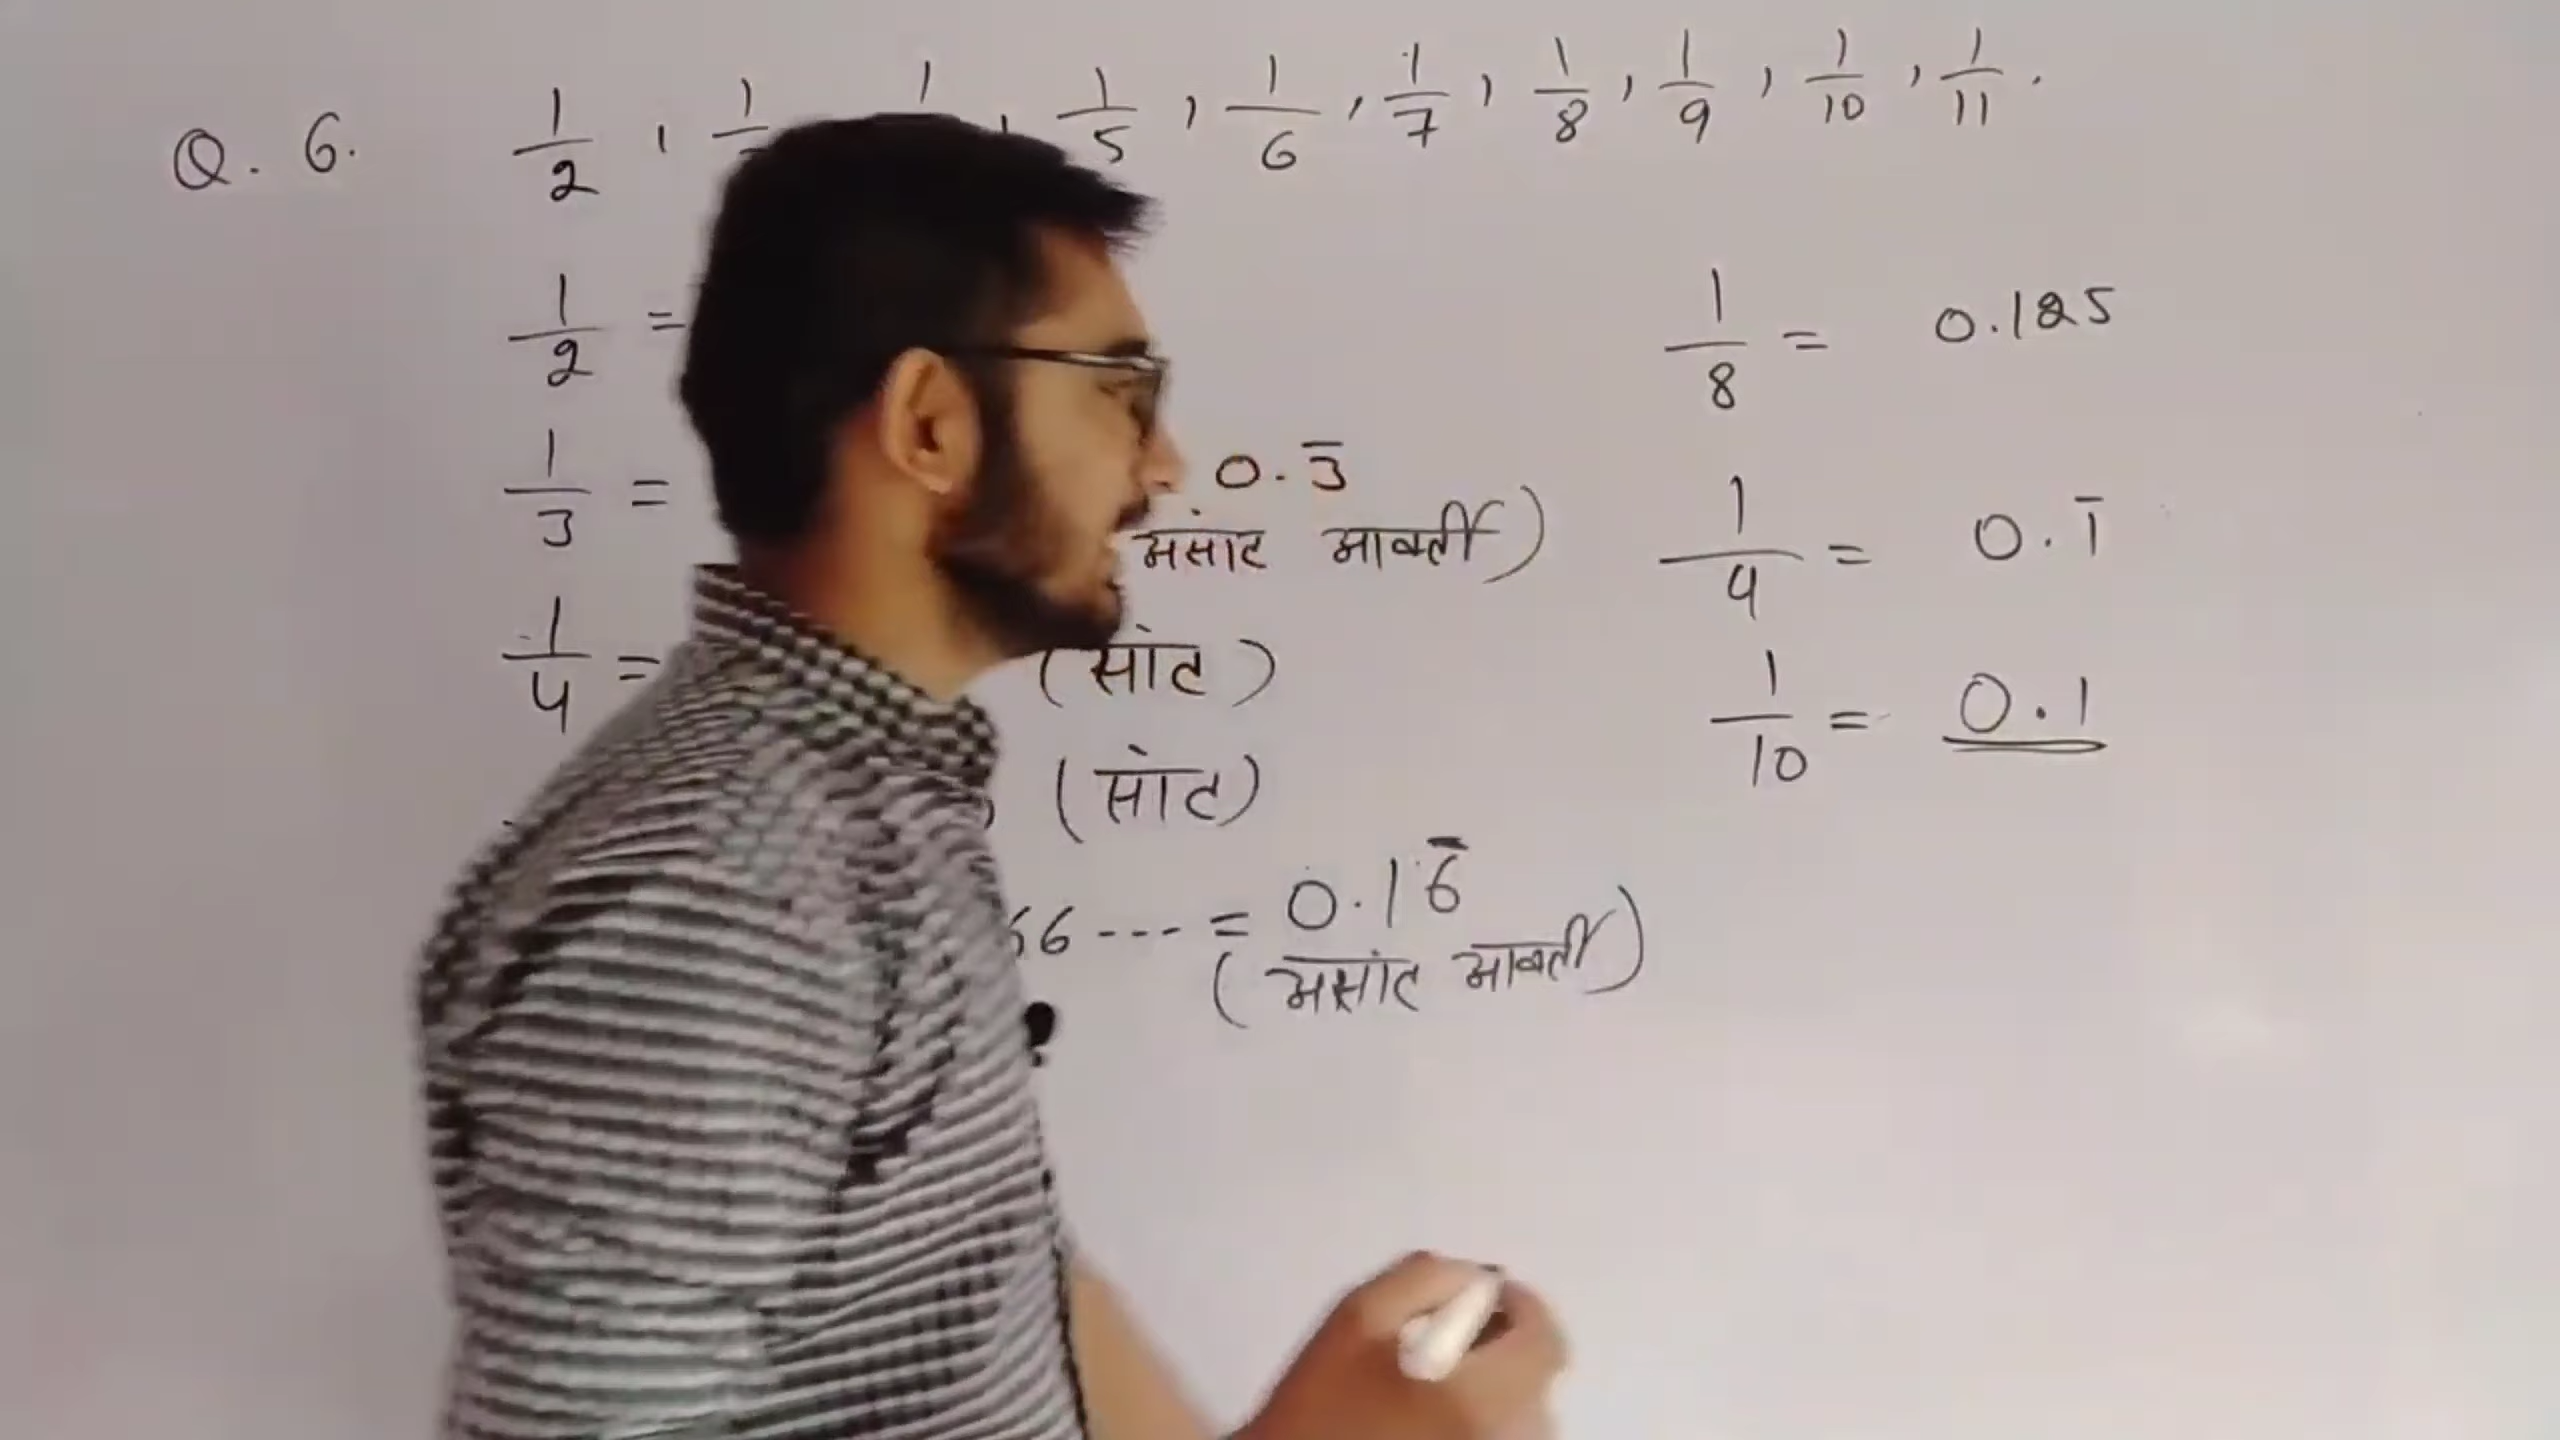 Q. 6. 1/2 , 1 1 , 1/5 , 1/6 , 1/7 , 1/8 , 1/9 , 1/10 , 1/11 .
1/2 =
1/3 = 0.3̅
असांत आवर्ती)
1/4 = (सांत)
(सांत)
66 --- = 0.16̅
(असांत आवर्ती)
1/8 = 0.125
1/4 = 0.1̅
1/10 = 0.1